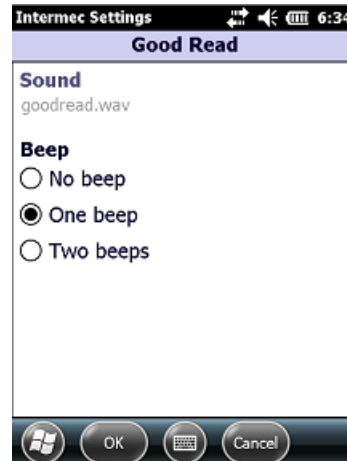 Intermec Settings 6:34
Good Read
Sound
goodread.wav
Beep
No beep
One beep
Two beeps
OK Cancel